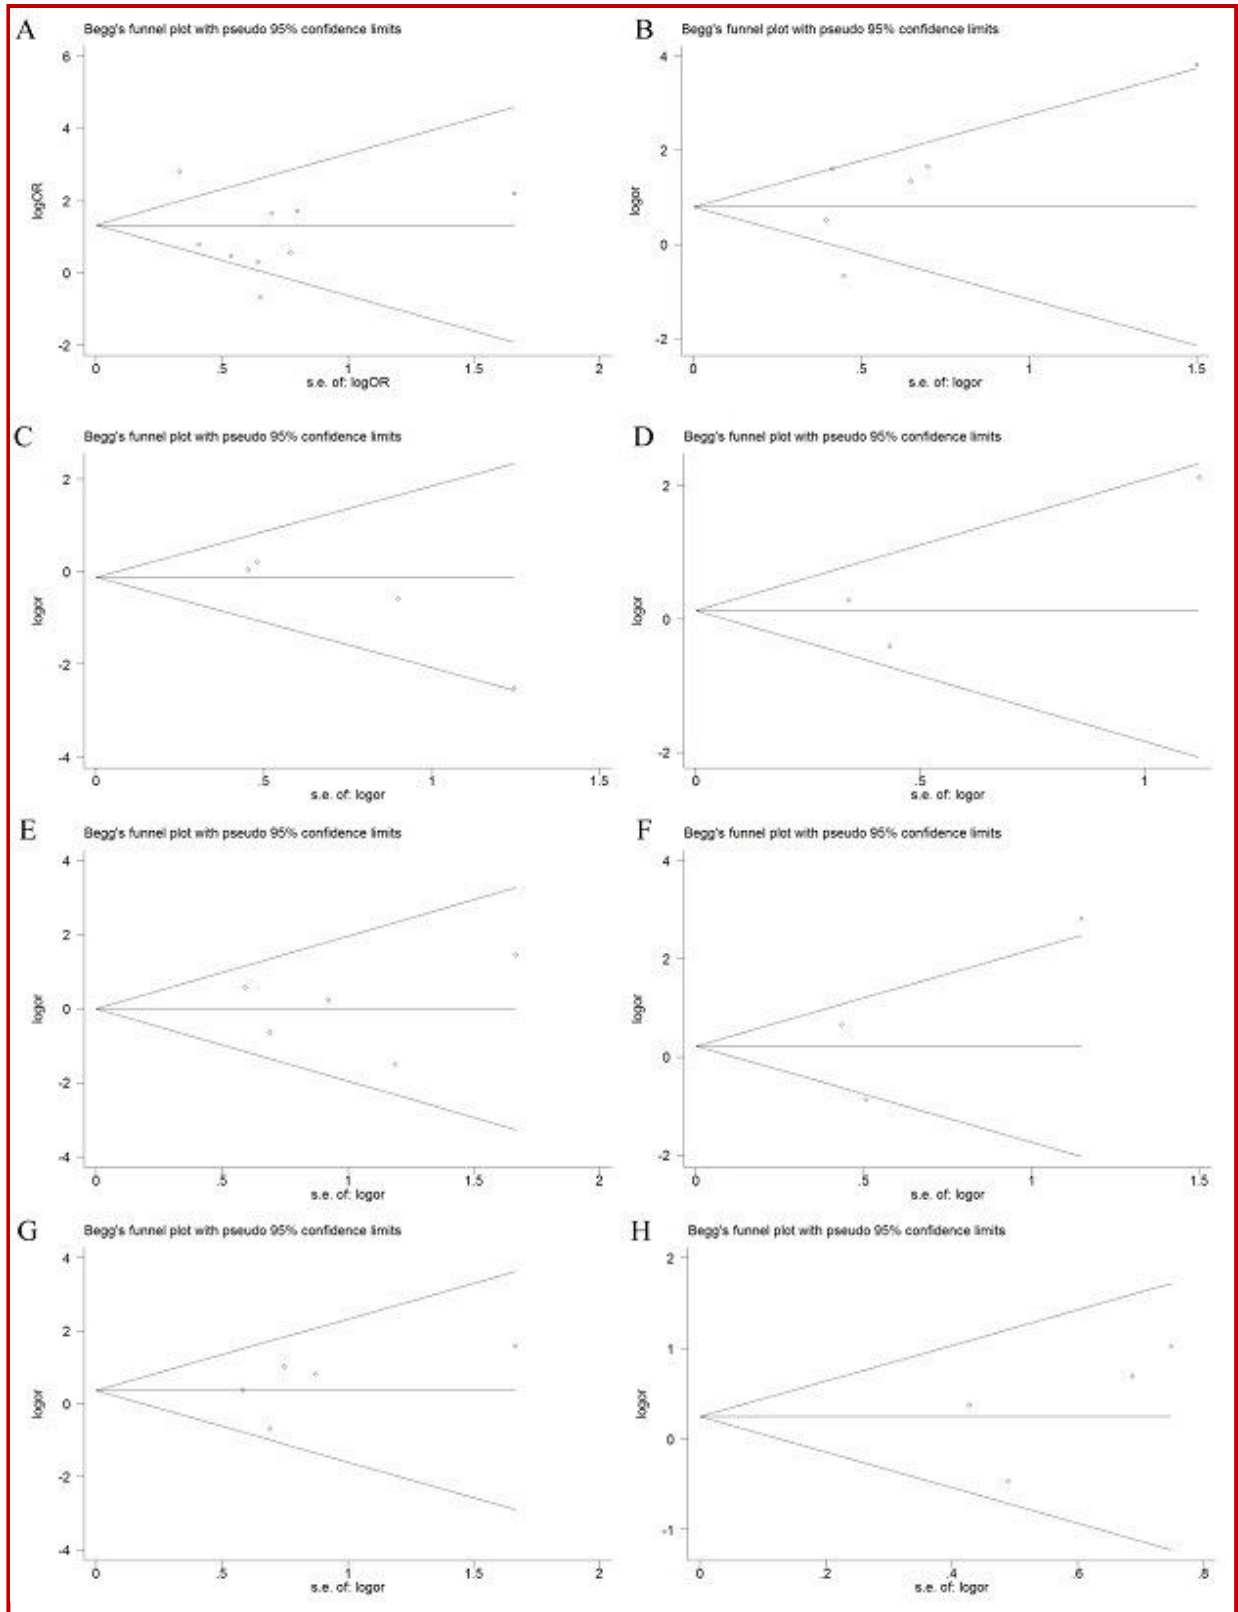 A
Begg's funnel plot with pseudo 95% confidence limits
6
4
2
0
-2
logOR
0 .5 1 1.5 2
s.e. of: logOR
B
Begg's funnel plot with pseudo 95% confidence limits
4
2
0
-2
logor
0 .5 1 1.5
s.e. of: logor
C
Begg's funnel plot with pseudo 95% confidence limits
2
0
-2
-4
logor
0 .5 1 1.5
s.e. of: logor
D
Begg's funnel plot with pseudo 95% confidence limits
2
0
-2
logor
0 .5 1
s.e. of: logor
E
Begg's funnel plot with pseudo 95% confidence limits
4
2
0
-2
-4
logor
0 .5 1 1.5 2
s.e. of: logor
F
Begg's funnel plot with pseudo 95% confidence limits
4
2
0
-2
logor
0 .5 1 1.5
s.e. of: logor
G
Begg's funnel plot with pseudo 95% confidence limits
4
2
0
-2
-4
logor
0 .5 1 1.5 2
s.e. of: logor
H
Begg's funnel plot with pseudo 95% confidence limits
2
1
0
-1
logor
0 .2 .4 .6 .8
s.e. of: logor